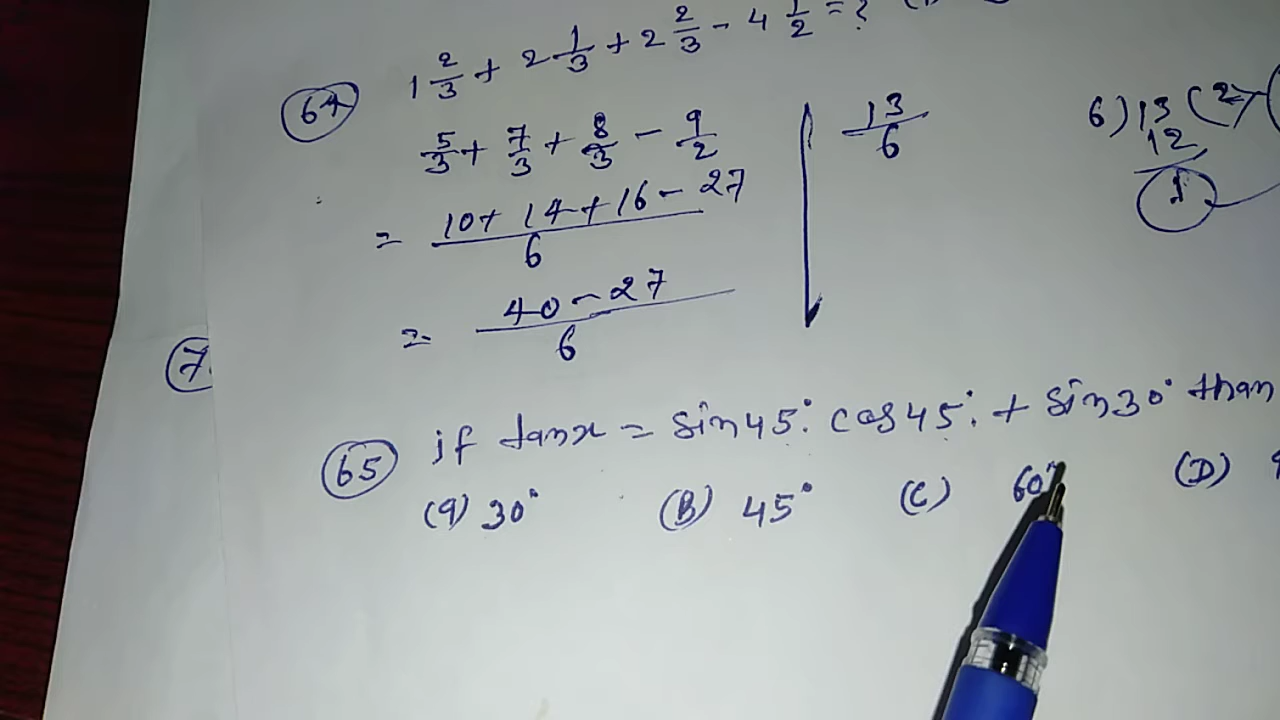 (64) 1 2/3 + 2 1/3 + 2 2/3 - 4 1/2 = ?
5/3 + 7/3 + 8/3 - 9/2
= 10 + 14 + 16 - 27 / 6
= 40 - 27 / 6
13/6
6) 13 (2
12
1
(7.
(65) if tanx = sin45° cos45° + sin30° than
(a) 30° (B) 45° (C) 60° (D)